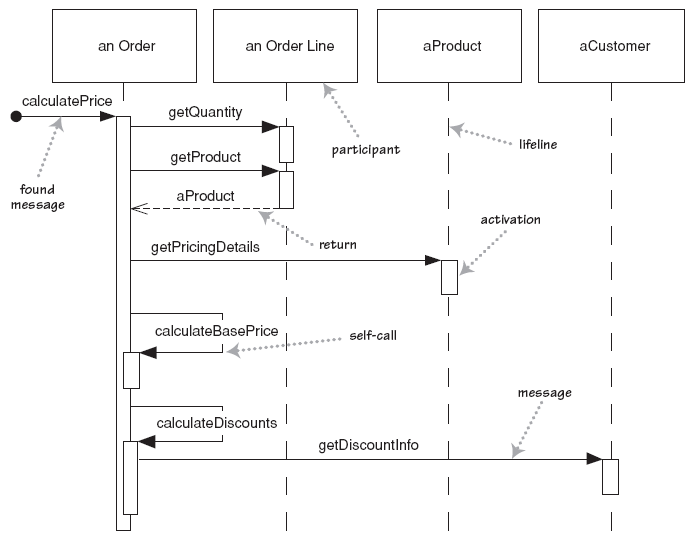 an Order
an Order Line
aProduct
aCustomer
calculatePrice
getQuantity
participant
lifeline
getProduct
found
message
aProduct
return
activation
getPricingDetails
calculateBasePrice
self-call
message
calculateDiscounts
getDiscountInfo